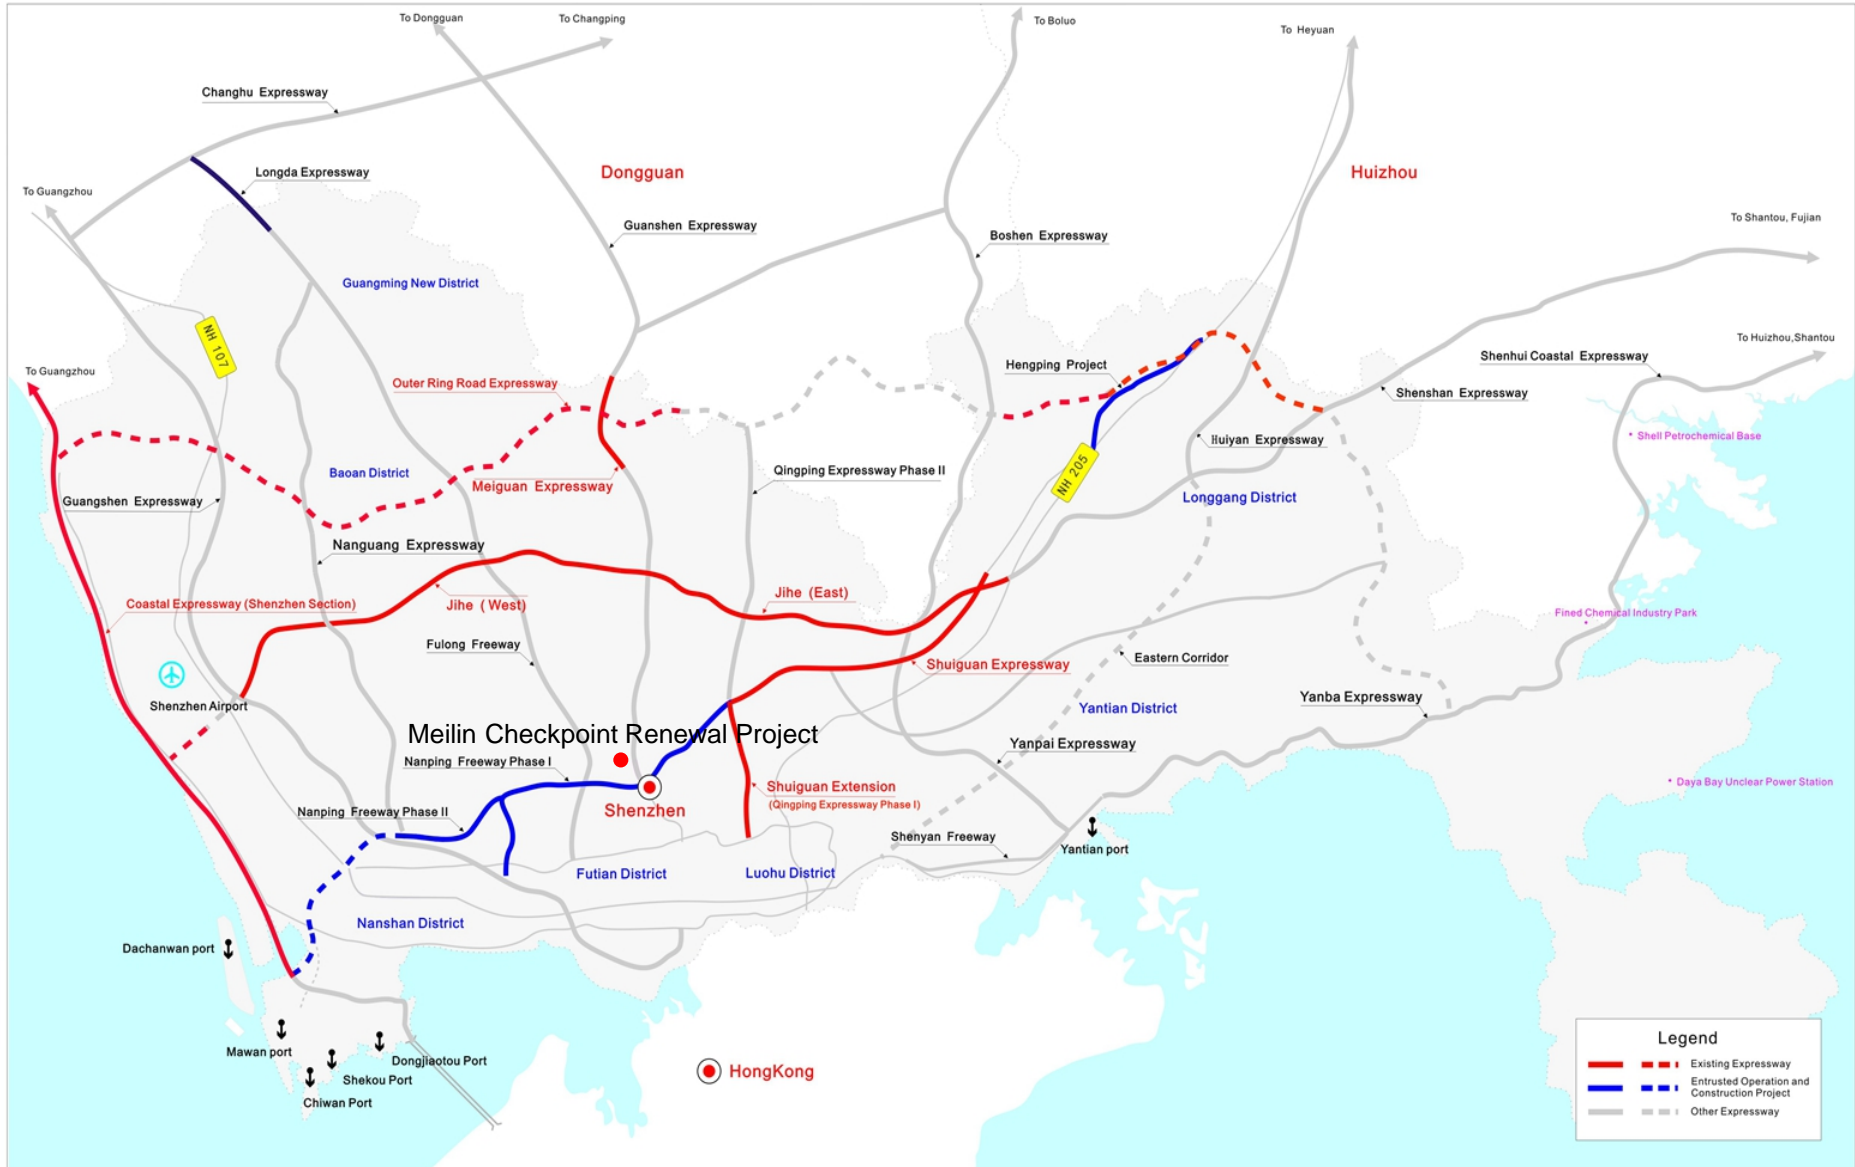 To Dongguan
To Changping
To Boluo
To Heyuan
Changhu Expressway
Longda Expressway
Dongguan
Huizhou
To Guangzhou
To Shantou, Fujian
Guanshen Expressway
Boshen Expressway
Guangming New District
NH 107
To Huizhou,Shantou
Shenhui Coastal Expressway
To Guangzhou
Hengping Project
Outer Ring Road Expressway
Shenshan Expressway
Shell Petrochemical Base
Huiyan Expressway
Baoan District
Qingping Expressway Phase II
NH 205
Meiguan Expressway
Longgang District
Guangshen Expressway
Nanguang Expressway
Jihe (East)
Coastal Expressway (Shenzhen Section)
Jihe ( West)
Fined Chemical Industry Park
Fulong Freeway
Eastern Corridor
Shuiguan Expressway
Yanba Expressway
Shenzhen Airport
Yantian District
Meilin Checkpoint Renewal Project
Yanpai Expressway
Nanping Freeway Phase I
Shuiguan Extension
(Qingping Expressway Phase I)
Daya Bay Unclear Power Station
Nanping Freeway Phase II
Shenzhen
Shenyan Freeway
Yantian port
Futian District
Luohu District
Nanshan District
Dachanwan port
Mawan port
Dongjiaotou Port
Shekou Port
Chiwan Port
HongKong
Legend
Existing Expressway
Entrusted Operation and
Construction Project
Other Expressway